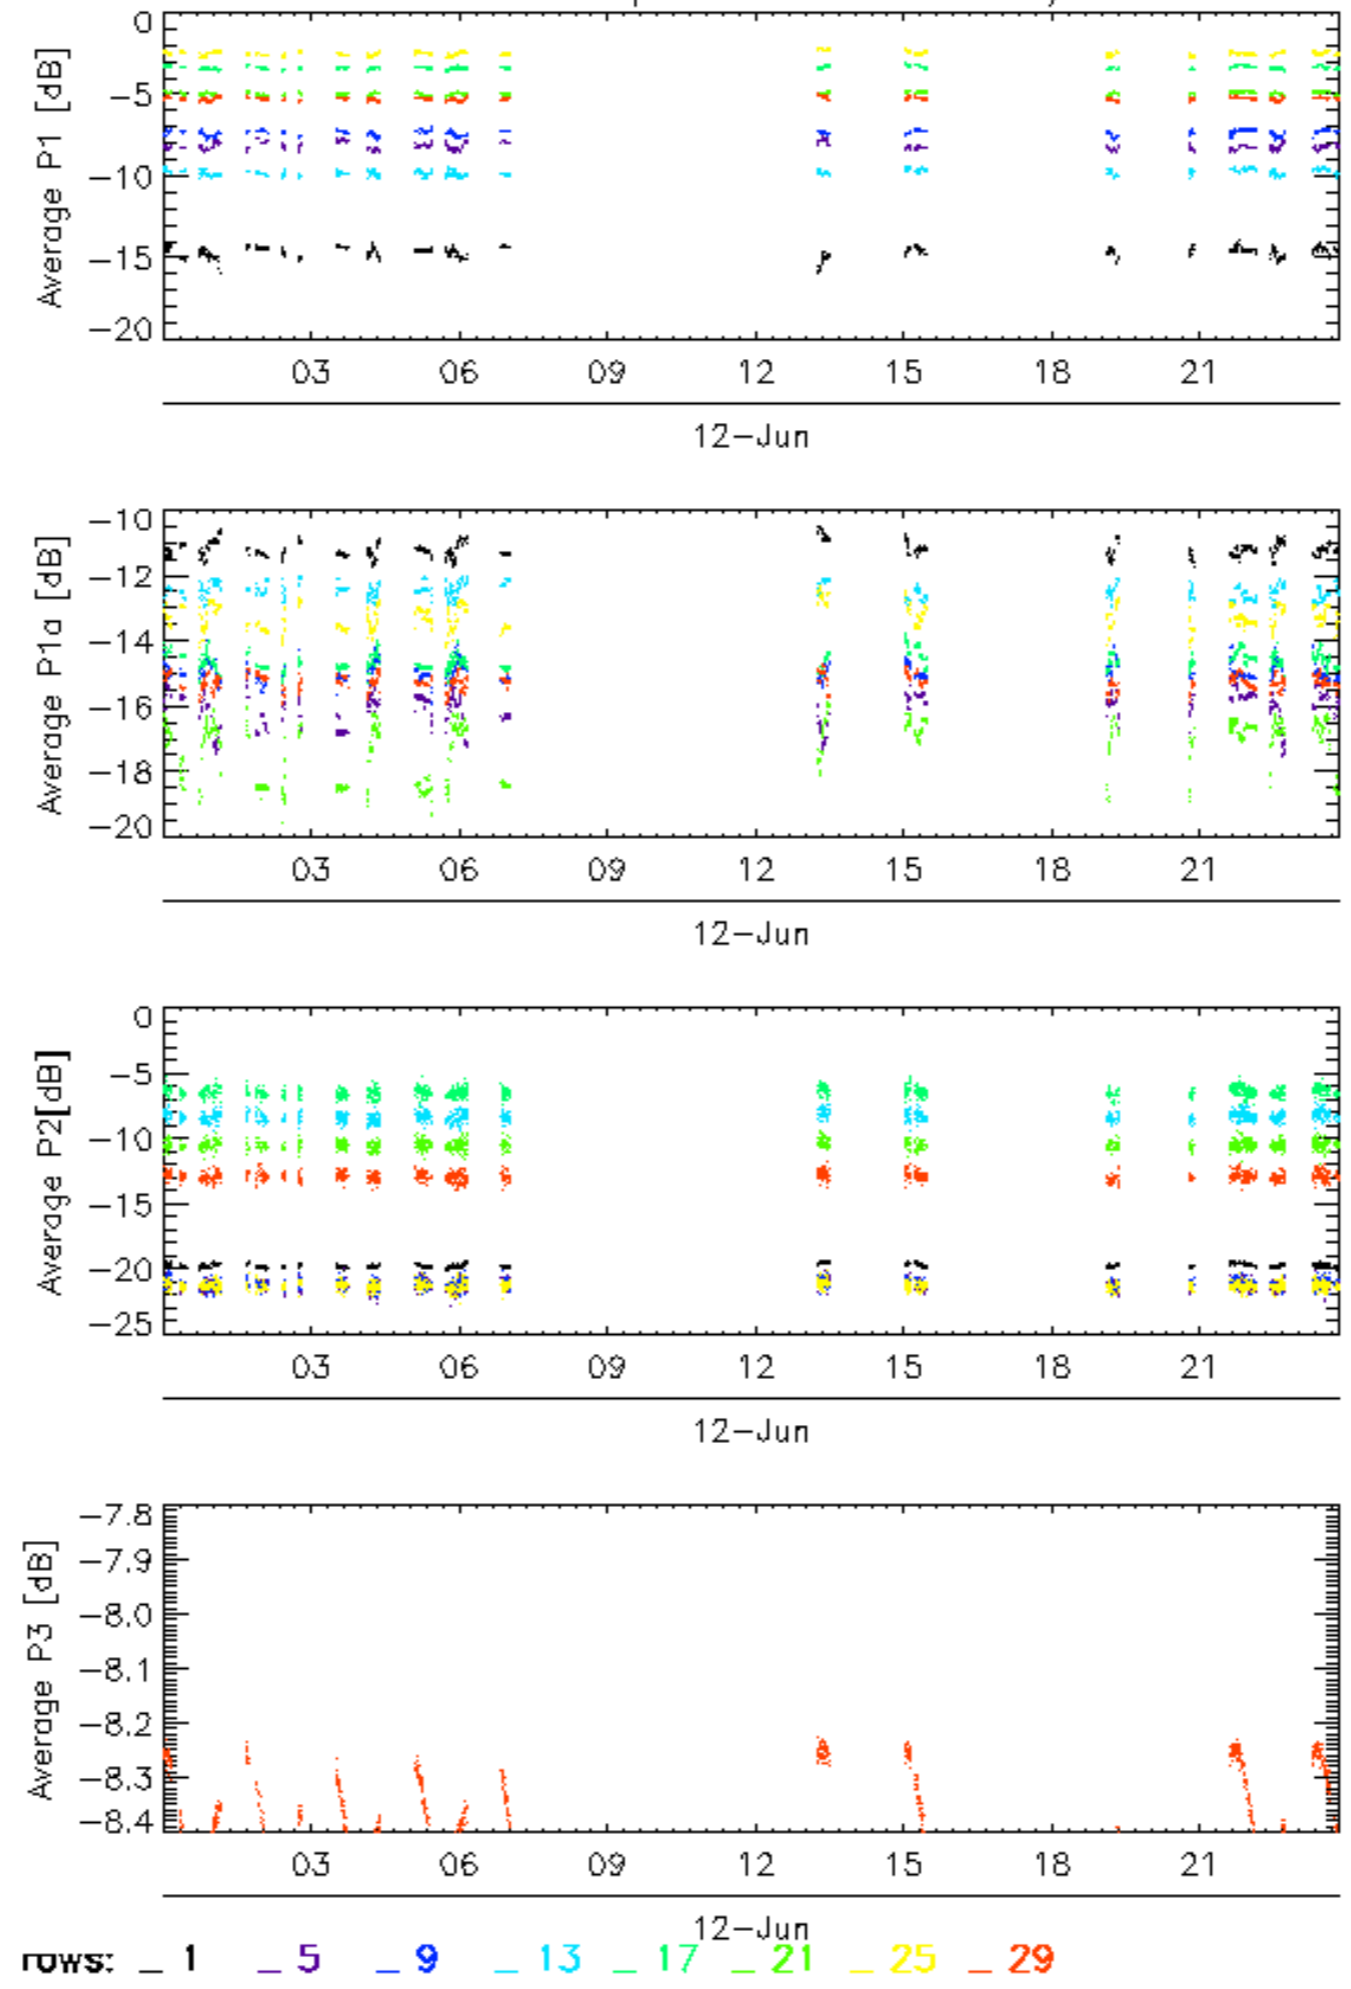 0
−5
−10
−15
−20
Average P1 [dB]
03 06 09 12 15 18 21
12−Jun
−10
−12
−14
−16
−18
−20
Average P1a [dB]
03 06 09 12 15 18 21
12−Jun
0
−5
−10
−15
−20
−25
Average P2[dB]
03 06 09 12 15 18 21
12−Jun
−7.8
−7.9
−8.0
−8.1
−8.2
−8.3
−8.4
Average P3 [dB]
03 06 09 12 15 18 21
12−Jun
rows: _ 1 _ 5 _ 9 _ 13 _ 17 _ 21 _ 25 _ 29